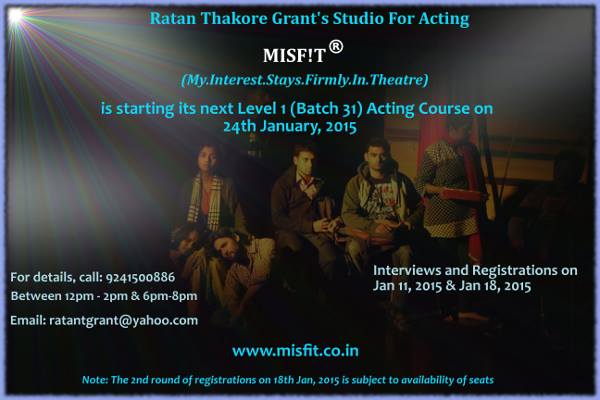 Ratan Thakore Grant's Studio For Acting
MISF!T®
(My.Interest.Stays.Firmly.In.Theatre)
is starting its next Level 1 (Batch 31) Acting Course on
24th January, 2015
For details, call: 9241500886
Between 12pm - 2pm & 6pm-8pm
Email: ratantgrant@yahoo.com
Interviews and Registrations on
Jan 11, 2015 & Jan 18, 2015
www.misfit.co.in
Note: The 2nd round of registrations on 18th Jan, 2015 is subject to availability of seats